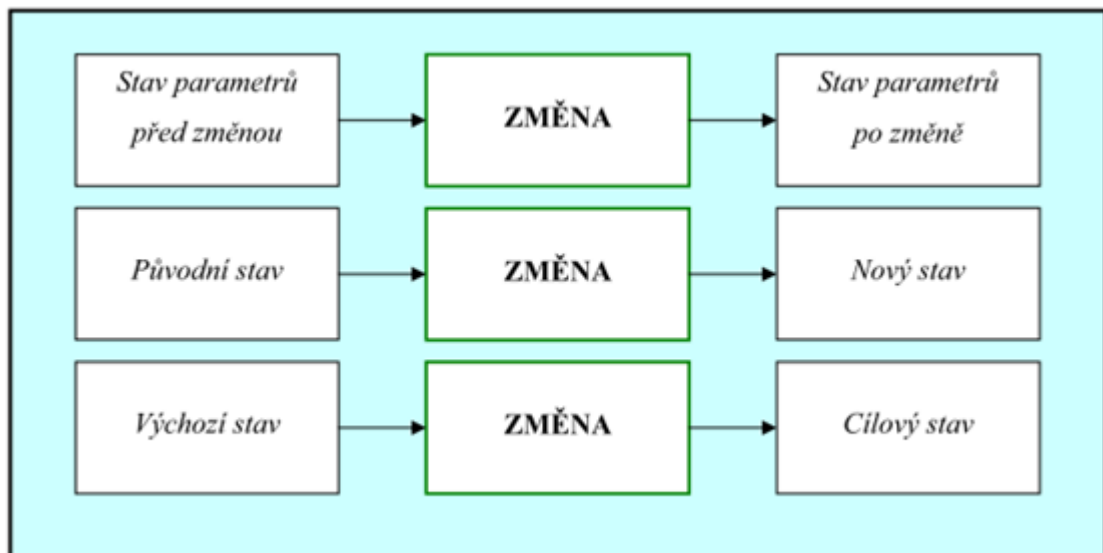 Stav parametrů
před změnou
ZMĚNA
Stav parametrů
po změně
Původní stav
ZMĚNA
Nový stav
Výchozí stav
ZMĚNA
Cílový stav